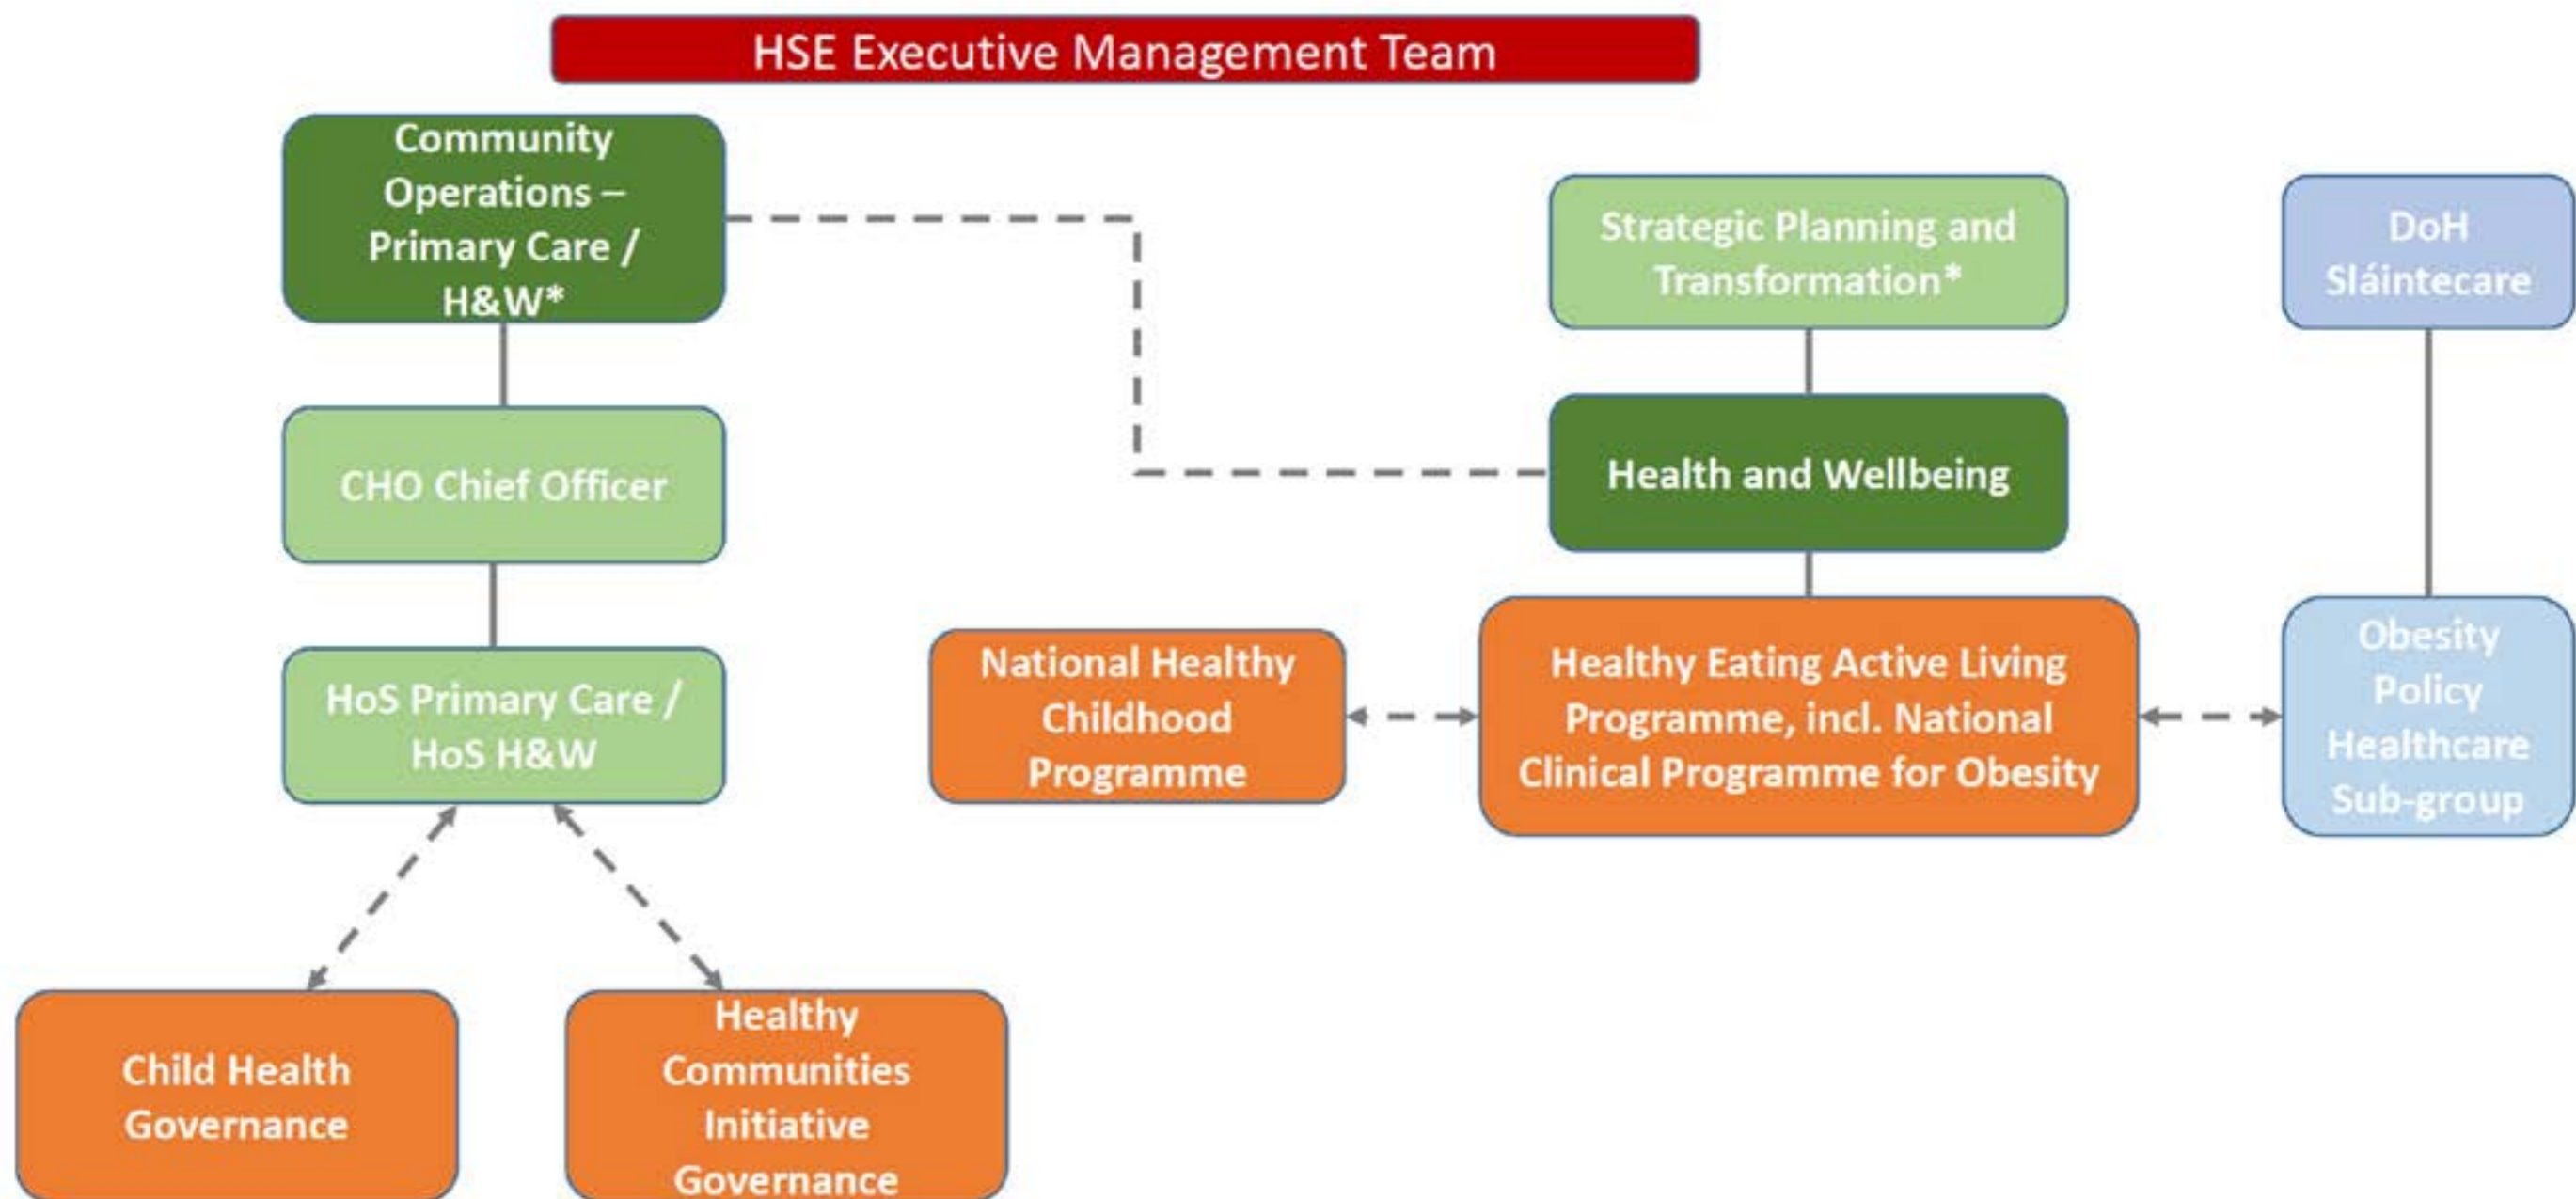 HSE Executive Management Team
Community
Operations –
Primary Care /
H&W*
Strategic Planning and
Transformation*
DoH
Sláintecare
CHO Chief Officer
Health and Wellbeing
HoS Primary Care /
HoS H&W
National Healthy
Childhood
Programme
Healthy Eating Active Living
Programme, incl. National
Clinical Programme for Obesity
Obesity
Policy
Healthcare
Sub-group
Child Health
Governance
Healthy
Communities
Initiative
Governance